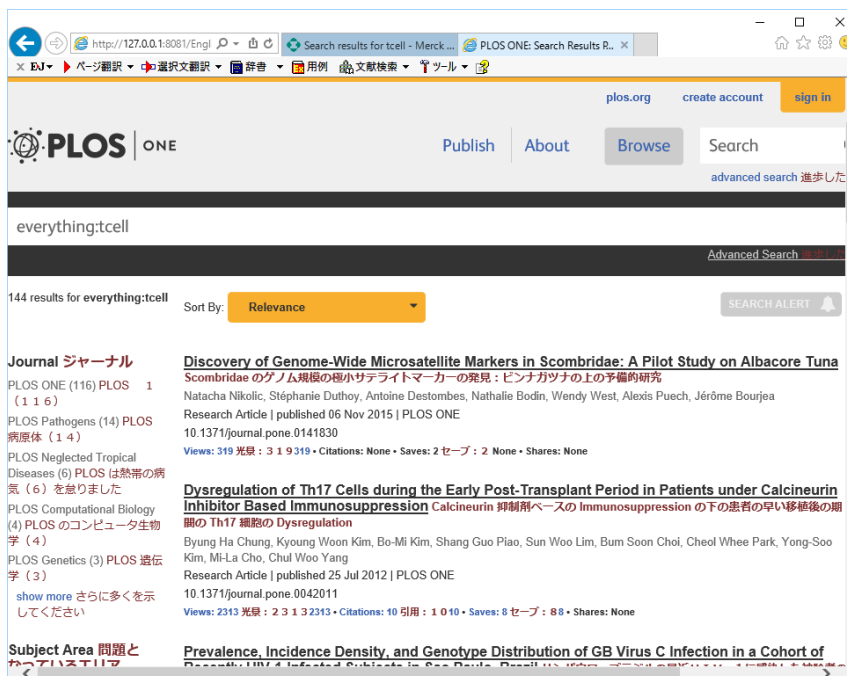 http://127.0.0.1:8081/Engl
Search results for tcell - Merck ...
PLOS ONE: Search Results P...
EJ ページ翻訳 選択文翻訳 辞書 用例 文献検索 ツール
plos.org create account sign in
PLOS ONE Publish About Browse Search
advanced search 進歩した
everything:tcell
Advanced Search 進歩した
144 results for everything:tcell
Sort By: Relevance
SEARCH ALERT
Journal ジャーナル
PLOS ONE (116) PLOS 1
(116)
PLOS Pathogens (14) PLOS
病原体(14)
PLOS Neglected Tropical
Diseases (6) PLOS は熱帯の病
気(6)を怠りました
PLOS Computational Biology
(4) PLOS のコンピュータ生物
学(4)
PLOS Genetics (3) PLOS 遺伝
学(3)
show more さらに多くを示
してください
Subject Area 問題と
なっているエリア
Discovery of Genome-Wide Microsatellite Markers in Scombridae: A Pilot Study on Albacore Tuna
Scombridae のゲノム規模の極小サテライトマーカーの発見:ビンナガツナの上の予備的研究
Natacha Nikolic, Stéphanie Duthoy, Antoine Destombes, Nathalie Bodin, Wendy West, Alexis Puech, Jérôme Bourjea
Research Article | published 06 Nov 2015 | PLOS ONE
10.1371/journal.pone.0141830
Views: 319 光景:319319 • Citations: None • Saves: 2 セーブ:2 None • Shares: None
Dysregulation of Th17 Cells during the Early Post-Transplant Period in Patients under Calcineurin
Inhibitor Based Immunosuppression Calcineurin 抑制剤ベースの Immunosuppression の下の患者の早い移植後の期
間の Th17 細胞の Dysregulation
Byung Ha Chung, Kyoung Woon Kim, Bo-Mi Kim, Shang Guo Piao, Sun Woo Lim, Bum Soon Choi, Cheol Whee Park, Yong-Soo
Kim, Mi-La Cho, Chul Woo Yang
Research Article | published 25 Jul 2012 | PLOS ONE
10.1371/journal.pone.0042011
Views: 2313 光景:23132313 • Citations: 10 引用:1010 • Saves: 8 セーブ:88 • Shares: None
Prevalence, Incidence Density, and Genotype Distribution of GB Virus C Infection in a Cohort of
Recently HIV-1-Infected Subjects in Sao Paulo, Brazil